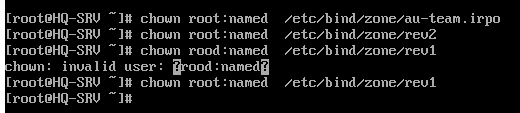 [root@HQ-SRV ~]# chown root:named  /etc/bind/zone/au-team.irpo
[root@HQ-SRV ~]# chown root:named  /etc/bind/zone/rev2
[root@HQ-SRV ~]# chown rood:named  /etc/bind/zone/rev1
chown: invalid user: ?rood:named?
[root@HQ-SRV ~]# chown root:named  /etc/bind/zone/rev1
[root@HQ-SRV ~]#